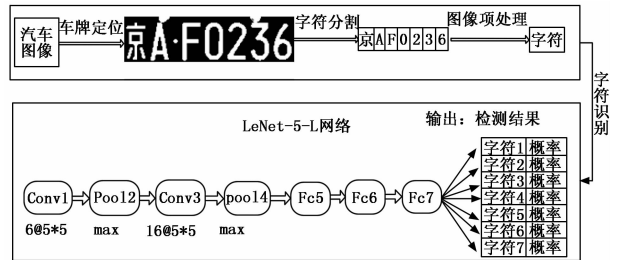 汽车图像
车牌定位
京A·F0236
字符分割
京 A F 0 2 3 6
图像项处理
字符
字符识别
LeNet-5-L网络
输出: 检测结果
Conv1
Pool2
Conv3
pool4
Fc5
Fc6
Fc7
6@5*5
max
16@5*5
max
字符1 概率
字符2 概率
字符3 概率
字符4 概率
字符5 概率
字符6 概率
字符7 概率